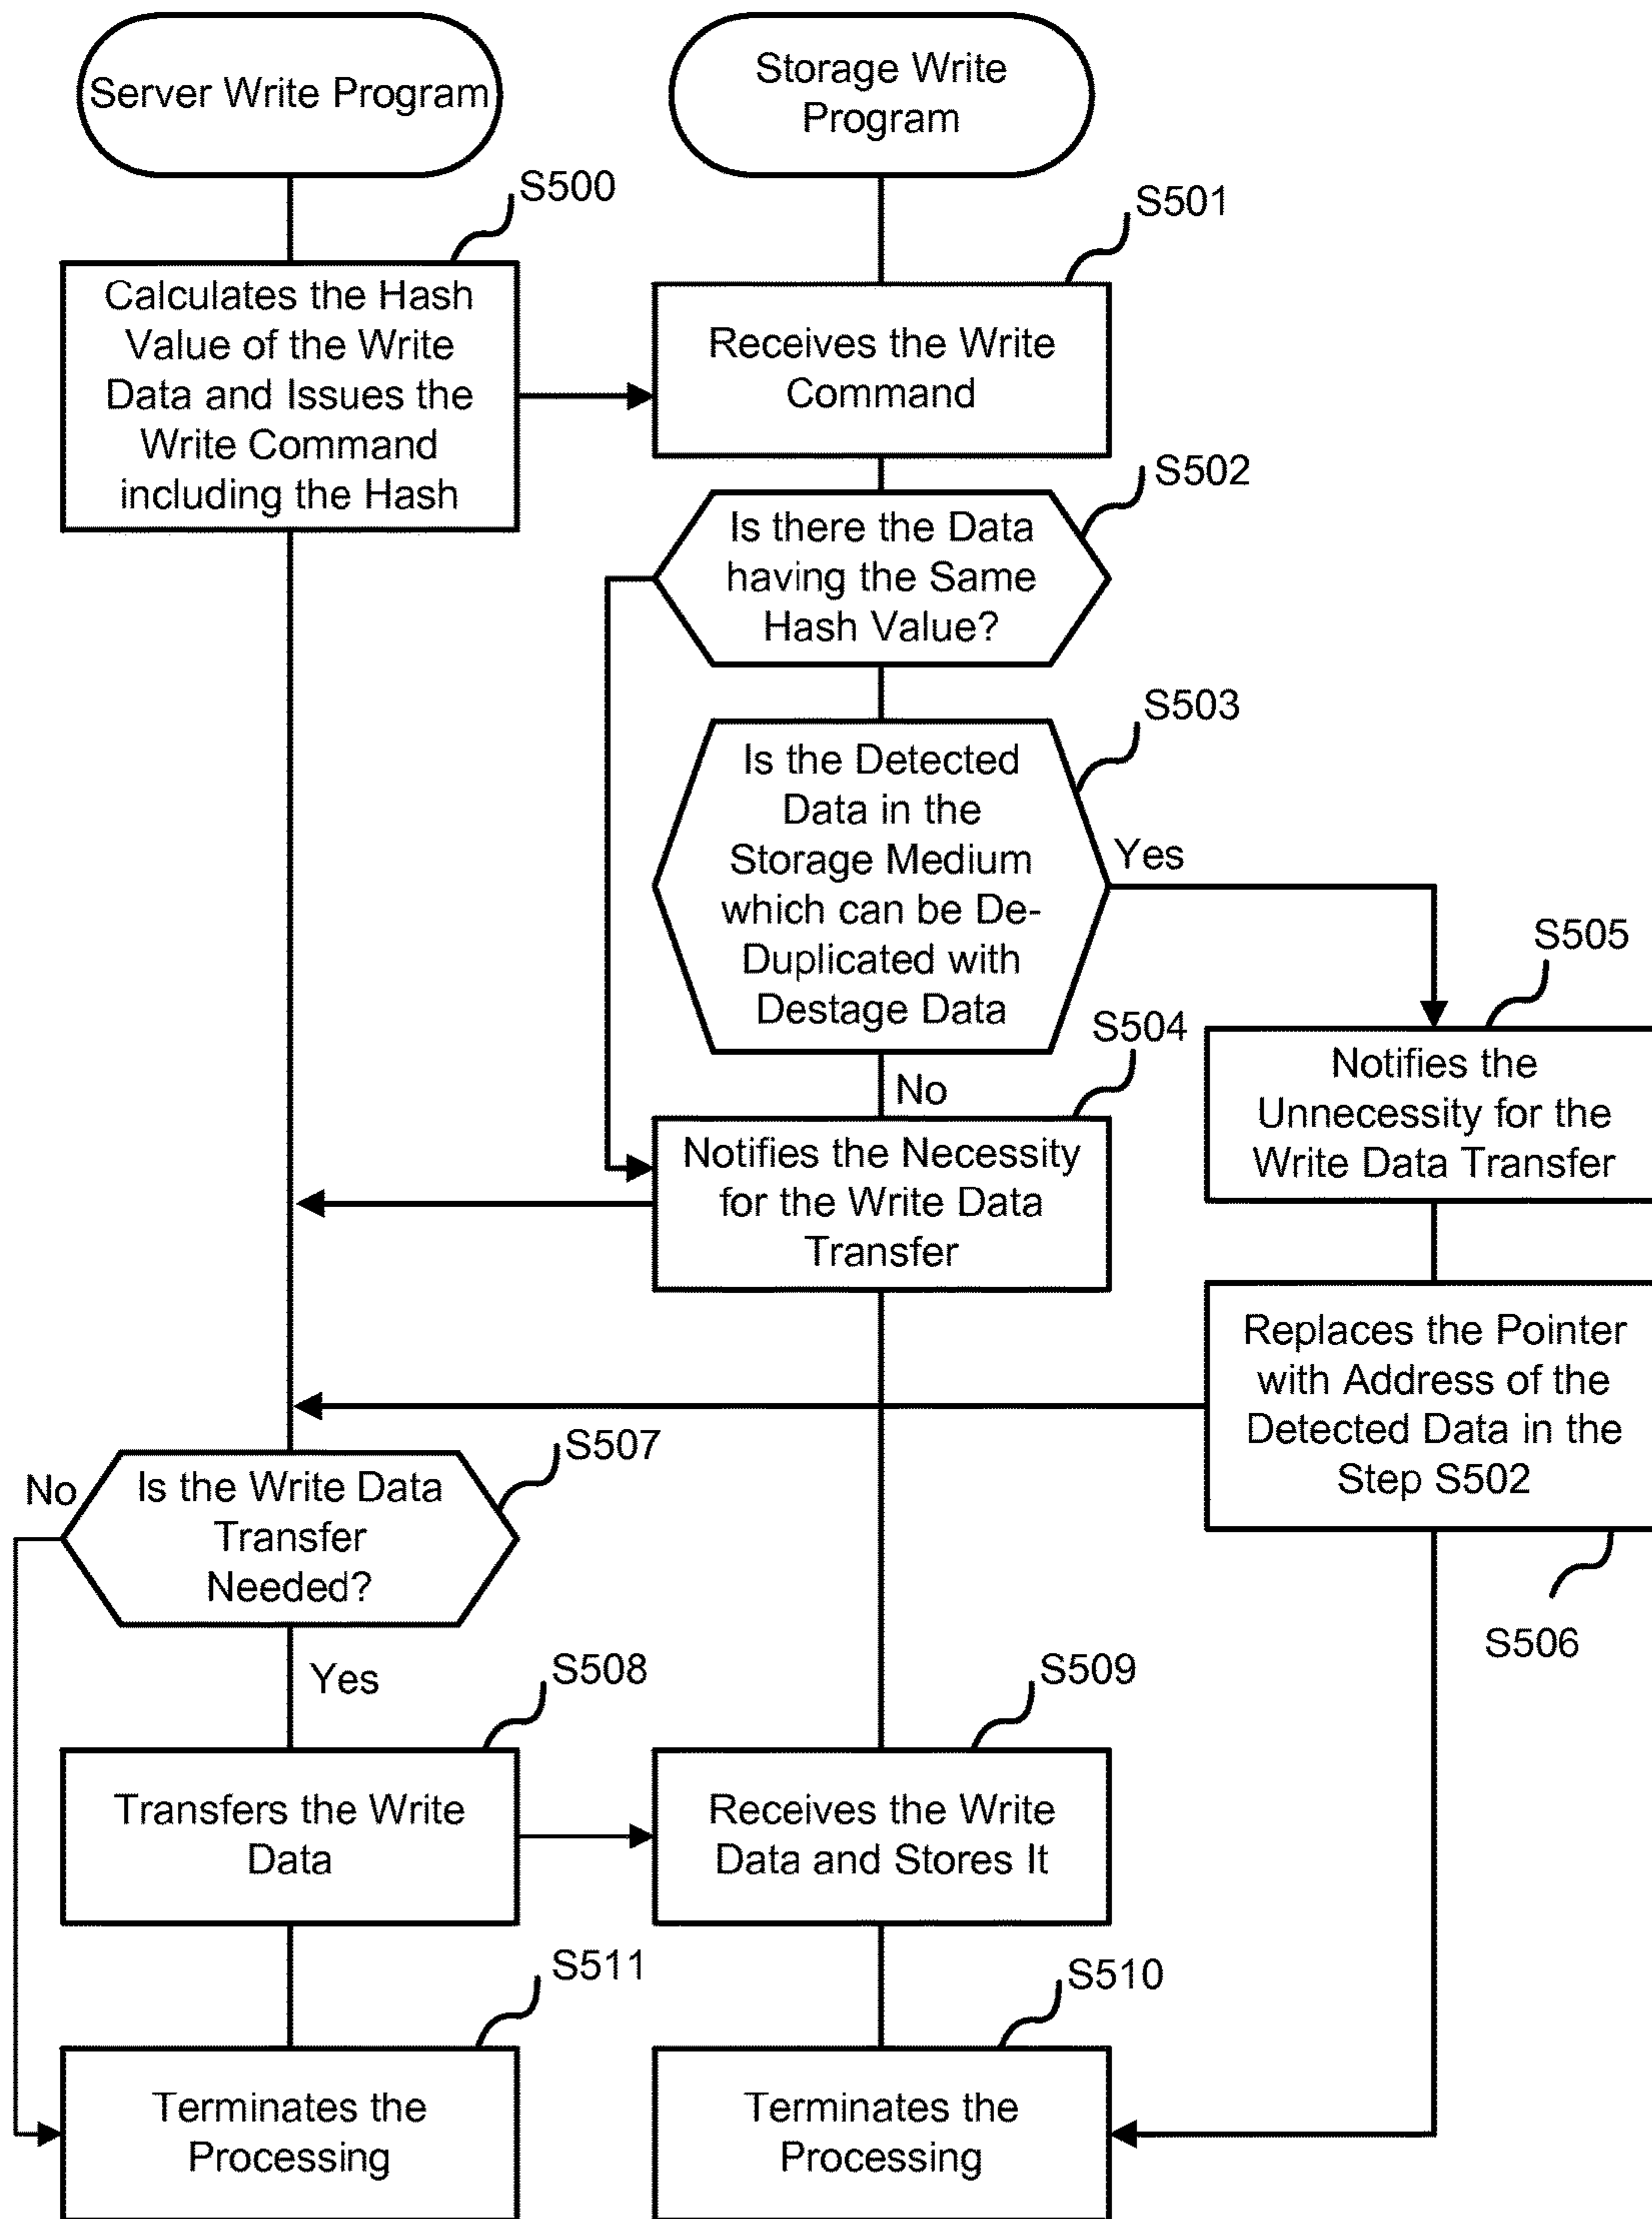 Server Write Program
Storage Write
Program
S500
S501
Calculates the Hash
Value of the Write
Data and Issues the
Write Command
including the Hash
Receives the Write
Command
S502
Is there the Data
having the Same
Hash Value?
S503
Is the Detected
Data in the
Storage Medium
which can be De-
Duplicated with
Destage Data
Yes
No
S504
S505
Notifies the Necessity
for the Write Data
Transfer
Notifies the
Unnecessity for the
Write Data Transfer
Replaces the Pointer
with Address of the
Detected Data in the
Step S502
S506
S507
No
Is the Write Data
Transfer
Needed?
Yes
S508
S509
Transfers the Write
Data
Receives the Write
Data and Stores It
S511
S510
Terminates the
Processing
Terminates the
Processing